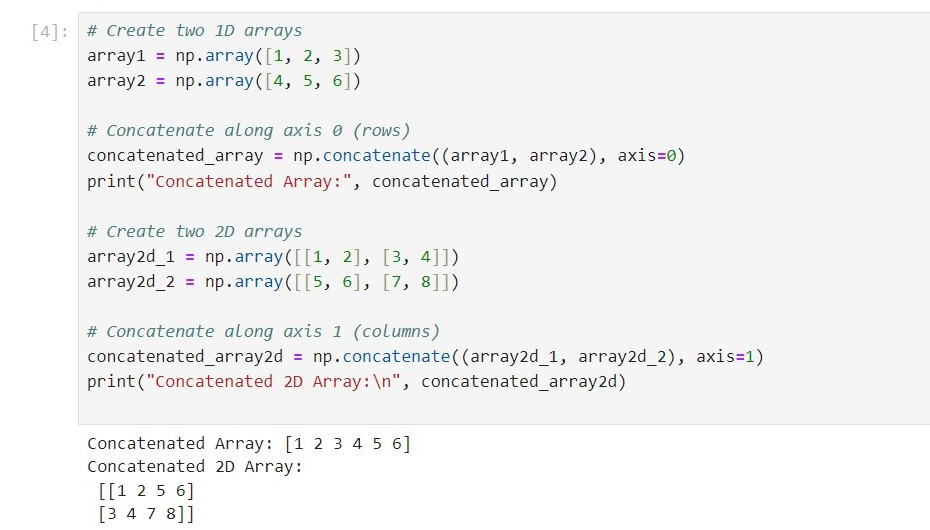 [4]:
# Create two 1D arrays
array1 = np.array([1, 2, 3])
array2 = np.array([4, 5, 6])
# Concatenate along axis 0 (rows)
concatenated_array = np.concatenate((array1, array2), axis=0)
print("Concatenated Array:", concatenated_array)
# Create two 2D arrays
array2d_1 = np.array([[1, 2], [3, 4]])
array2d_2 = np.array([[5, 6], [7, 8]])
# Concatenate along axis 1 (columns)
concatenated_array2d = np.concatenate((array2d_1, array2d_2), axis=1)
print("Concatenated 2D Array:\n", concatenated_array2d)
Concatenated Array: [1 2 3 4 5 6]
Concatenated 2D Array:
[[1 2 5 6]
[3 4 7 8]]